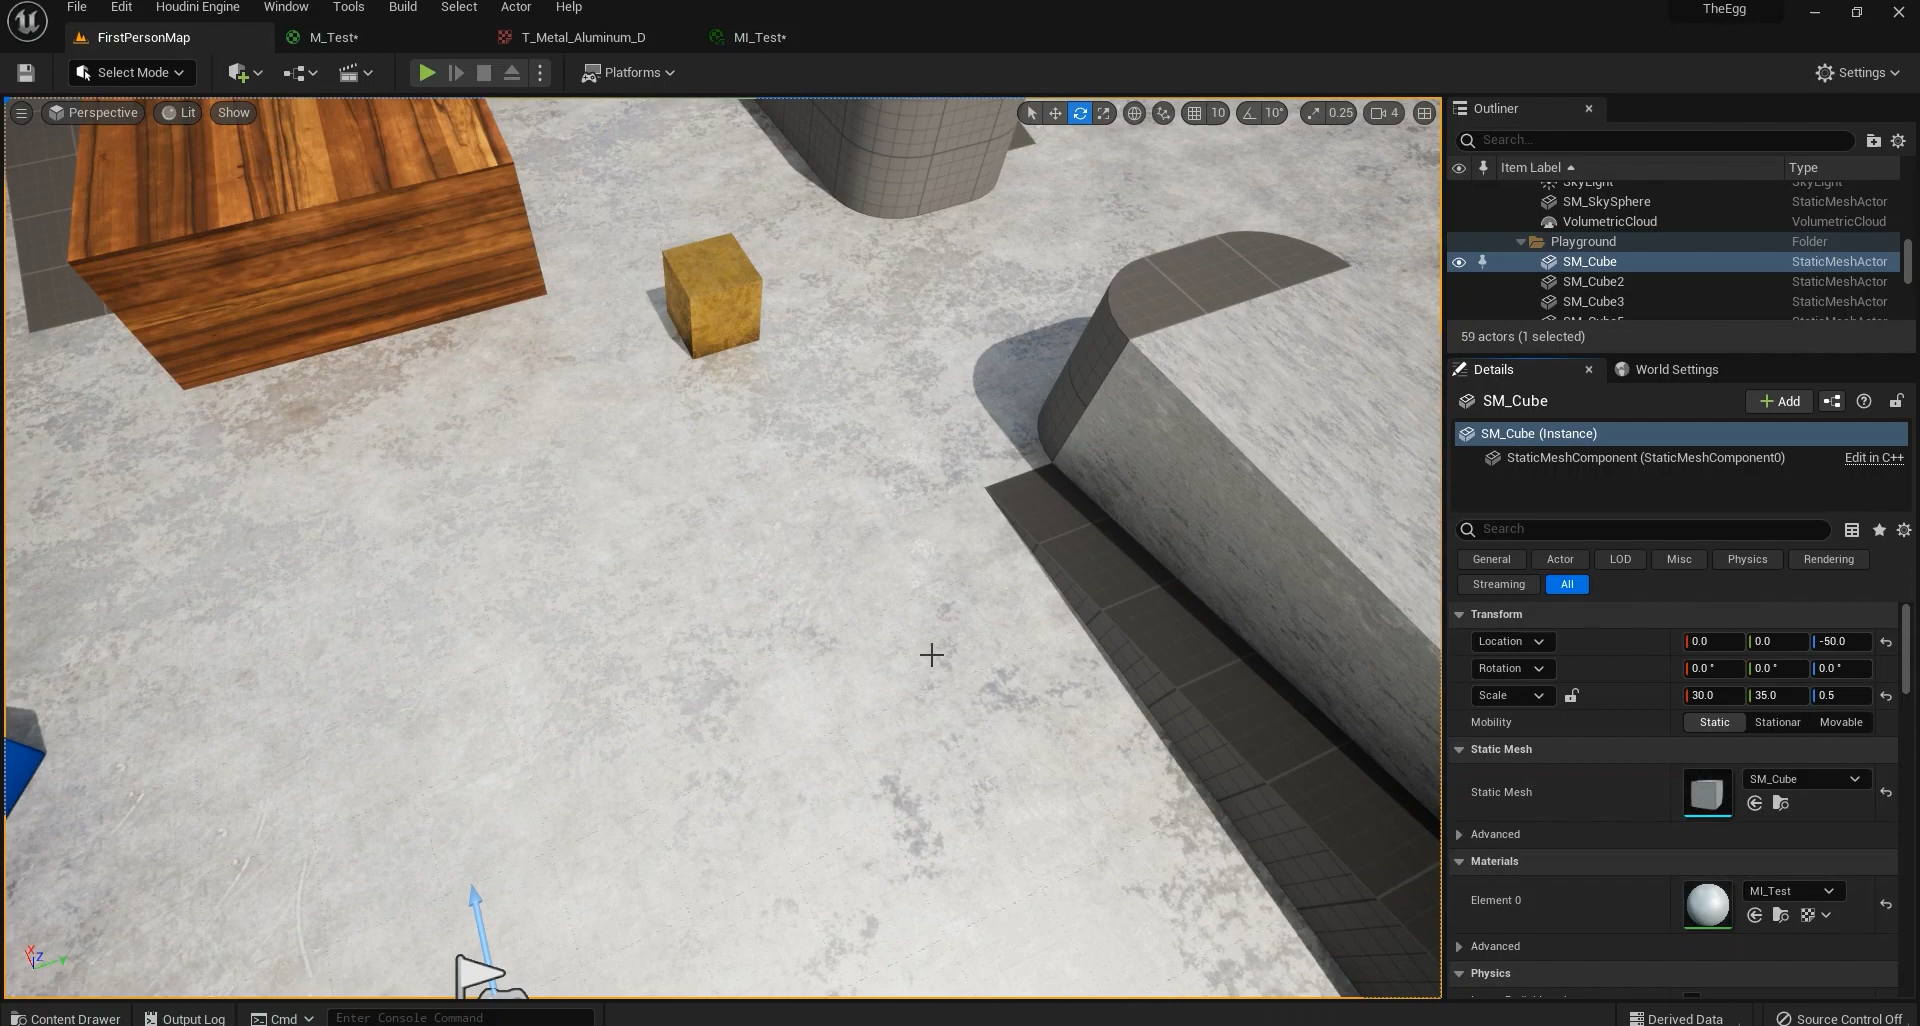 File Edit Houdini Engine Window Tools Build Select Actor Help TheEgg
FirstPersonMap M_Test* T_Metal_Aluminum_D MI_Test*
Select Mode Platforms Settings
Perspective Lit Show 10 10° 0.25 4
Outliner
Search...
Item Label Type
SkyLight SkyLight
SM_SkySphere StaticMeshActor
VolumetricCloud VolumetricCloud
Playground Folder
SM_Cube StaticMeshActor
SM_Cube2 StaticMeshActor
SM_Cube3 StaticMeshActor
59 actors (1 selected)
Details World Settings
SM_Cube Add
SM_Cube (Instance)
StaticMeshComponent (StaticMeshComponent0) Edit in C++
Search
General Actor LOD Misc Physics Rendering
Streaming All
Transform
Location 0.0 0.0 -50.0
Rotation 0.0 ° 0.0 ° 0.0 °
Scale 30.0 35.0 0.5
Mobility Static Stationar Movable
Static Mesh
Static Mesh SM_Cube
Advanced
Materials
Element 0 MI_Test
Advanced
Physics
X Z Y
Content Drawer Output Log Cmd Enter Console Command Derived Data Source Control Off